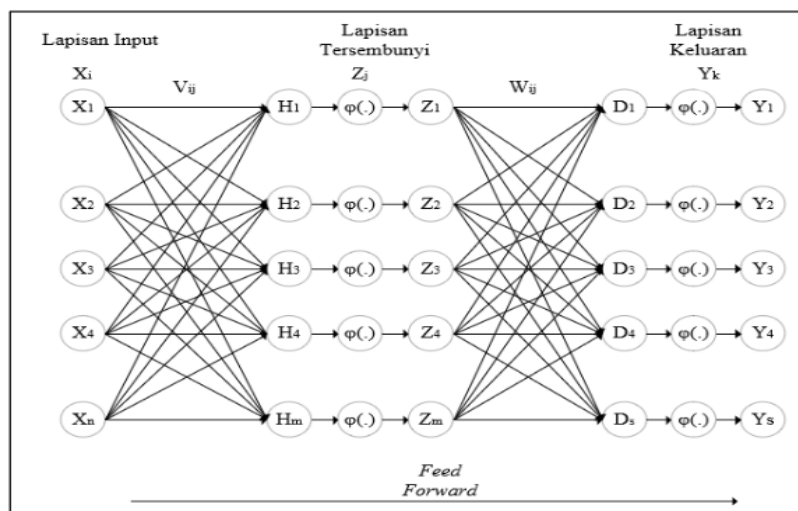 Lapisan Input
Lapisan
Tersembunyi
Lapisan
Keluaran
Xi
Vij
Zj
Wij
Yk
X1 H1 φ(.) Z1 D1 φ(.) Y1
X2 H2 φ(.) Z2 D2 φ(.) Y2
X3 H3 φ(.) Z3 D3 φ(.) Y3
X4 H4 φ(.) Z4 D4 φ(.) Y4
Xn Hm φ(.) Zm Ds φ(.) Ys
Feed
Forward